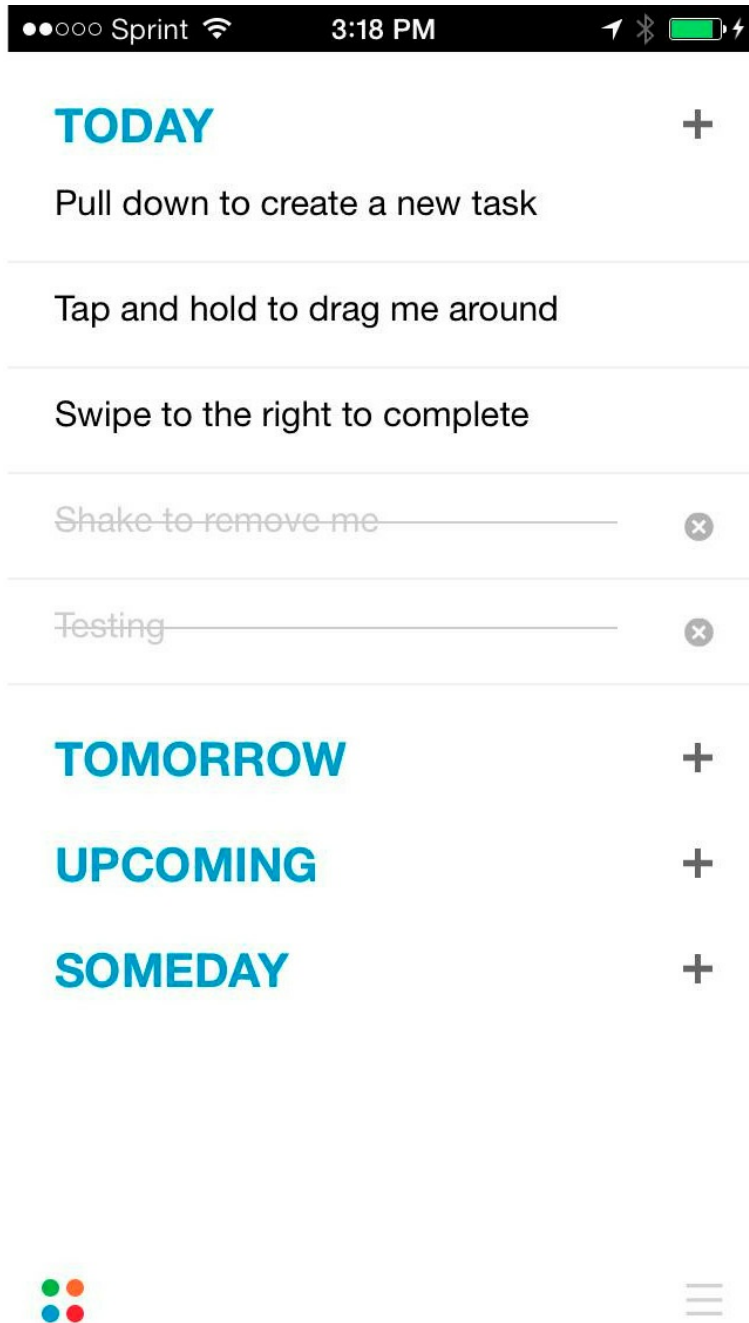 Sprint 3:18 PM
TODAY
Pull down to create a new task
Tap and hold to drag me around
Swipe to the right to complete
Shake to remove me
Testing
TOMORROW
UPCOMING
SOMEDAY